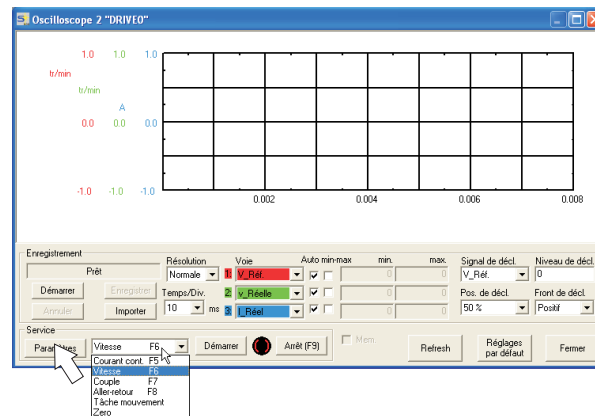 Oscilloscope 2 "DRIVE0"
1.0 1.0 1.0
tr/min
tr/min
A
0.0 0.0 0.0
-1.0 -1.0 -1.0
0.002 0.004 0.006 0.008
Enregistrement
Prêt
Résolution Voie Auto min-max min. max. Signal de décl. Niveau de décl.
Normale 1: V_Réf. 0 0 V_Réf. 0
Démarrer Enregistrer Temps/Div. 2: v_Réelle 0 0 Pos. de décl. Front de décl.
Annuler Importer 10 ms 3: I_Réel 0 0 50 % Positif
Service
Paramètres Vitesse F6 Démarrer Arrêt (F9) Mem. Refresh Réglages par défaut Fermer
Courant cont. F5
Vitesse F6
Couple F7
Aller-retour F8
Tâche mouvement
Zero